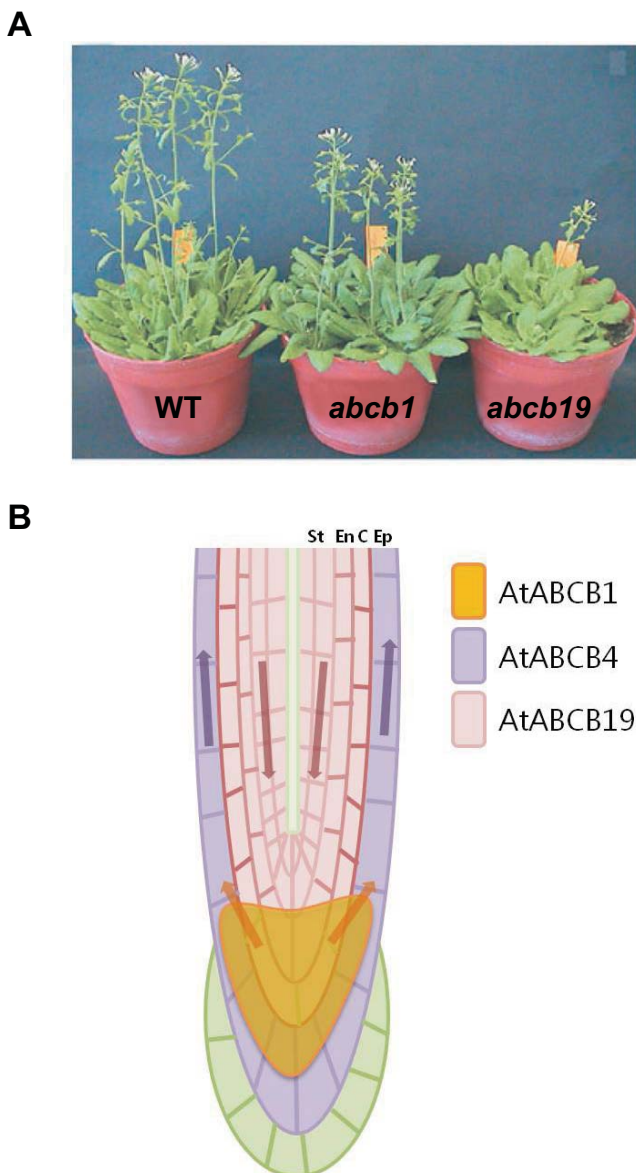 A
WT abcb1 abcb19
B
St En C Ep
AtABCB1
AtABCB4
AtABCB19